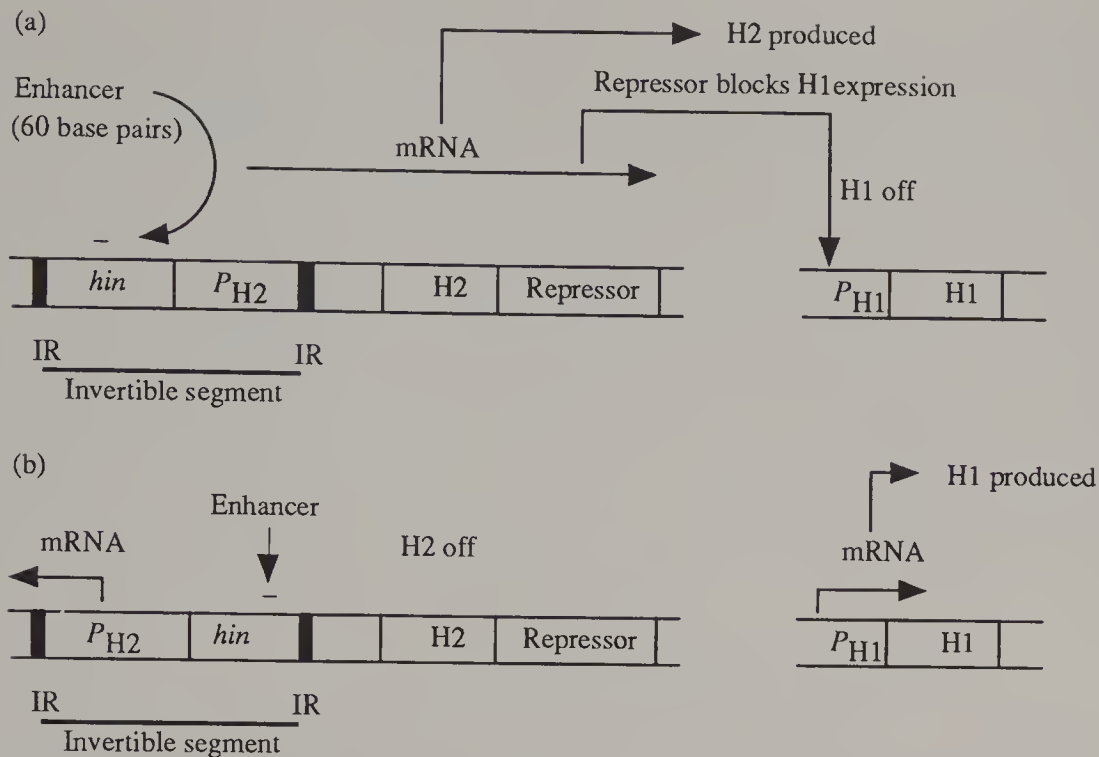 (a)
H2 produced
Enhancer
(60 base pairs)
Repressor blocks H1expression
mRNA
H1 off
hin
PH2
H2
Repressor
PH1
H1
IR
IR
Invertible segment
(b)
Enhancer
H1 produced
mRNA
H2 off
mRNA
PH2
hin
H2
Repressor
PH1
H1
IR
IR
Invertible segment